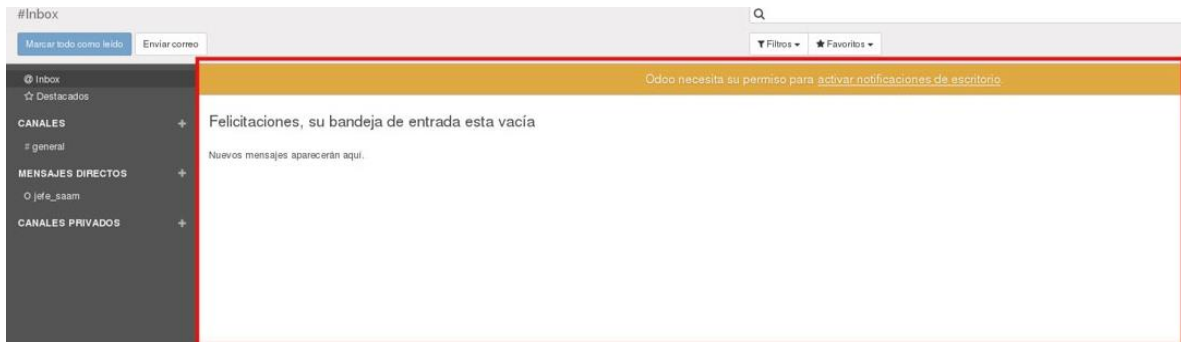 #Inbox
Marcar todo como leído Enviar correo
Filtros Favoritos
@ Inbox
Destacados
CANALES +
# general
MENSAJES DIRECTOS +
jefe_saam
CANALES PRIVADOS +
Odoo necesita su permiso para activar notificaciones de escritorio.
Felicitaciones, su bandeja de entrada esta vacía
Nuevos mensajes aparecerán aquí.